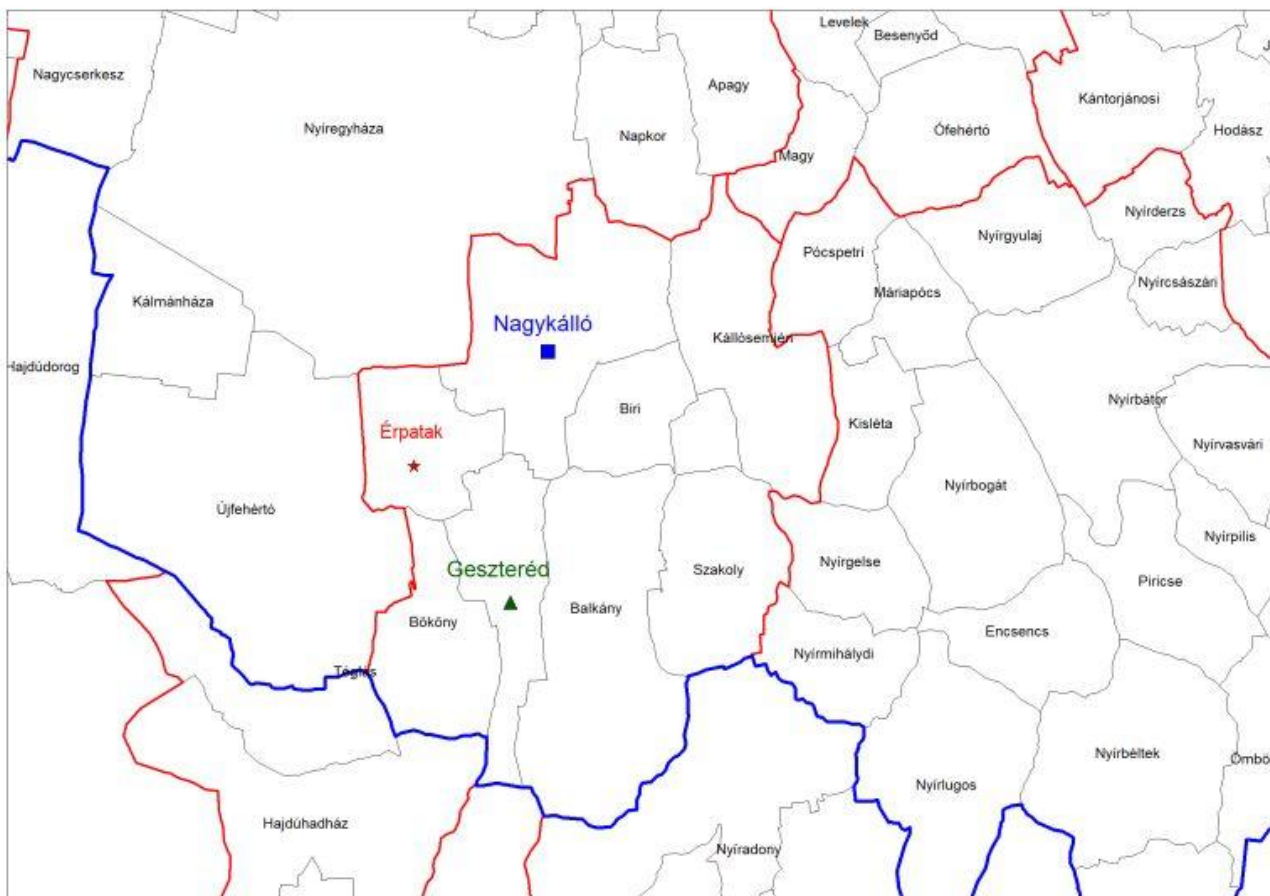 Levelek
Besenyőd
J
Nagycserkesz
Apagy
Kántorjánosi
Nyíregyháza
Napkor
Ófehértó
Hodász
Magy
Nyírderzs
Pócspetri
Nyírgyulaj
Kálmánháza
Máriapócs
Nyírcsászári
Nagykálló
Kállósemjén
Hajdúdorog
Biri
Kisléta
Nyírbátor
Érpatak
Nyírvasvári
Nyírbogát
Újfehértó
Nyírpilis
Geszteréd
Szakoly
Nyírgelse
Piricse
Balkány
Bököny
Encsencs
Nyírmihálydi
Téglás
Nyírbéltek
Ömbö
Nyírlugos
Hajdúhadház
Nyíradony